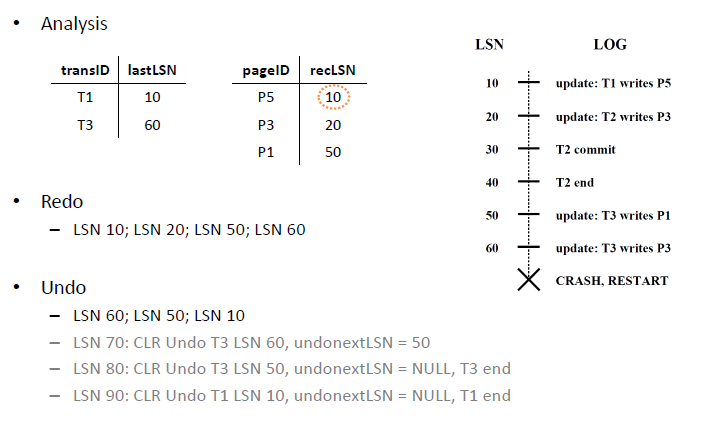 • Analysis
transID lastLSN
T1 10
T3 60
pageID recLSN
P5 10
P3 20
P1 50
• Redo
– LSN 10; LSN 20; LSN 50; LSN 60
• Undo
– LSN 60; LSN 50; LSN 10
– LSN 70: CLR Undo T3 LSN 60, undonextLSN = 50
– LSN 80: CLR Undo T3 LSN 50, undonextLSN = NULL, T3 end
– LSN 90: CLR Undo T1 LSN 10, undonextLSN = NULL, T1 end
LSN LOG
10 update: T1 writes P5
20 update: T2 writes P3
30 T2 commit
40 T2 end
50 update: T3 writes P1
60 update: T3 writes P3
CRASH, RESTART